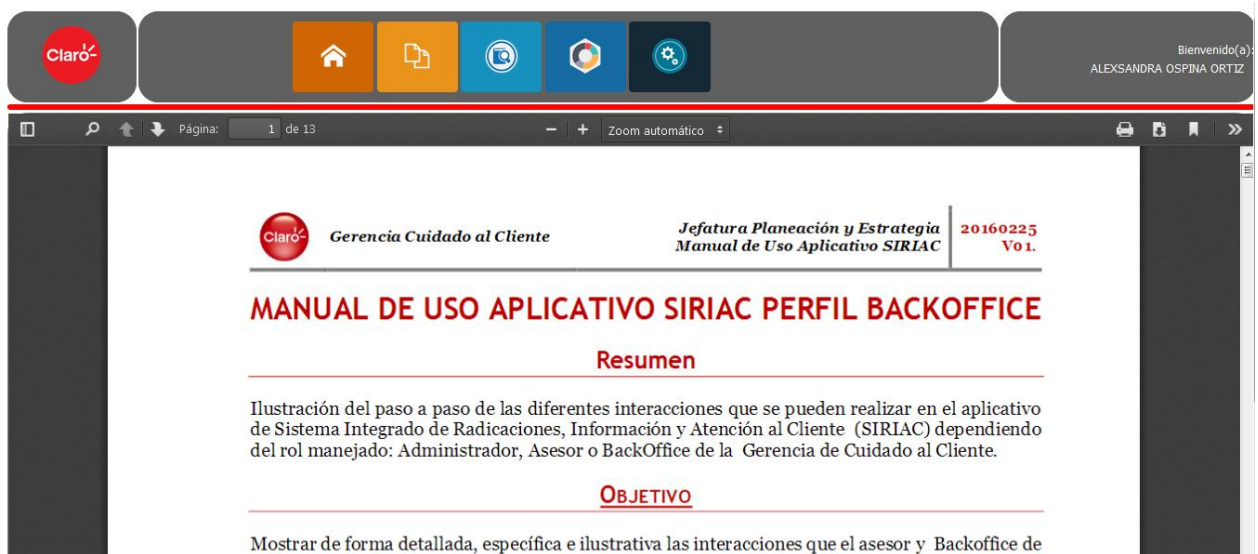 Claro
Bienvenido(a):
ALEXSANDRA OSPINA ORTIZ
Página: 1 de 13
Zoom automático
Claro
Gerencia Cuidado al Cliente
Jefatura Planeación y Estrategia
Manual de Uso Aplicativo SIRIAC
20160225
V01.
MANUAL DE USO APLICATIVO SIRIAC PERFIL BACKOFFICE
Resumen
Ilustración del paso a paso de las diferentes interacciones que se pueden realizar en el aplicativo
de Sistema Integrado de Radicaciones, Información y Atención al Cliente (SIRIAC) dependiendo
del rol manejado: Administrador, Asesor o BackOffice de la Gerencia de Cuidado al Cliente.
OBJETIVO
Mostrar de forma detallada, específica e ilustrativa las interacciones que el asesor y Backoffice de